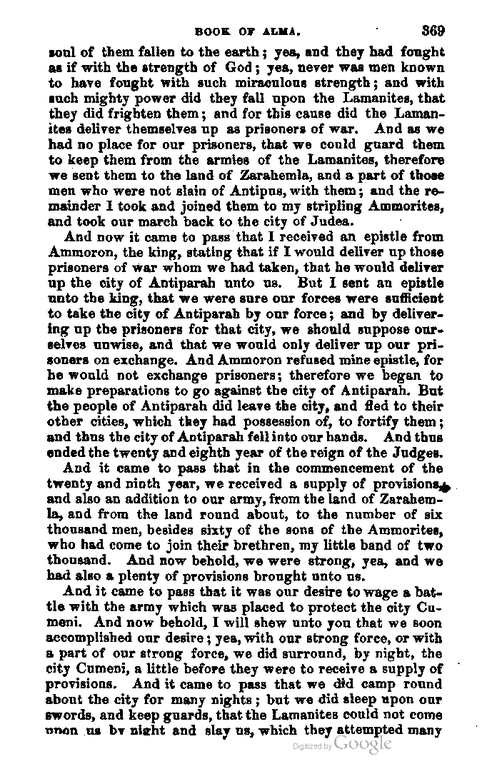 BOOK OF ALMA. 369
soul of them fallen to the earth; yea, and they had fought
as if with the strength of God; yea, never was men known
to have fought with such miraculous strength; and with
such mighty power did they fall upon the Lamanites, that
they did frighten them; and for this cause did the Laman-
ites deliver themselves up as prisoners of war. And as we
had no place for our prisoners, that we could guard them
to keep them from the armies of the Lamanites, therefore
we sent them to the land of Zarahemla, and a part of those
men who were not slain of Antipus, with them; and the re-
mainder I took and joined them to my stripling Ammorites,
and took our march back to the city of Judea.
And now it came to pass that I received an epistle from
Ammoron, the king, stating that if I would deliver up those
prisoners of war whom we had taken, that he would deliver
up the city of Antiparah unto us. But I sent an epistle
unto the king, that we were sure our forces were sufficient
to take the city of Antiparah by our force; and by deliver-
ing up the prisoners for that city, we should suppose our-
selves unwise, and that we would only deliver up our pri-
soners on exchange. And Ammoron refused mine epistle, for
he would not exchange prisoners; therefore we began to
make preparations to go against the city of Antiparah. But
the people of Antiparah did leave the city, and fled to their
other cities, which they had possession of, to fortify them;
and thus the city of Antiparah fell into our hands. And thus
ended the twenty and eighth year of the reign of the Judges.
And it came to pass that in the commencement of the
twenty and ninth year, we received a supply of provisions,
and also an addition to our army, from the land of Zarahem-
la, and from the land round about, to the number of six
thousand men, besides sixty of the sons of the Ammorites,
who had come to join their brethren, my little band of two
thousand. And now behold, we were strong, yea, and we
had also a plenty of provisions brought unto us.
And it came to pass that it was our desire to wage a bat-
tle with the army which was placed to protect the city Cu-
meni. And now behold, I will shew unto you that we soon
accomplished our desire; yea, with our strong force, or with
a part of our strong force, we did surround, by night, the
city Cumeni, a little before they were to receive a supply of
provisions. And it came to pass that we did camp round
about the city for many nights; but we did sleep upon our
swords, and keep guards, that the Lamanites could not come
upon us by night and slay us, which they attempted many
Digitized by Google